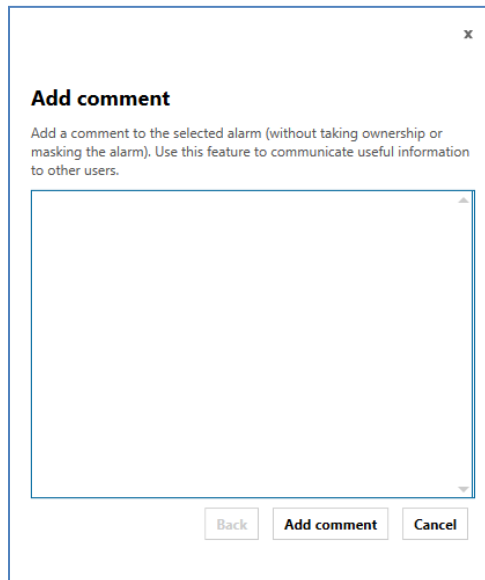 x
Add comment
Add a comment to the selected alarm (without taking ownership or
masking the alarm). Use this feature to communicate useful information
to other users.
Back Add comment Cancel